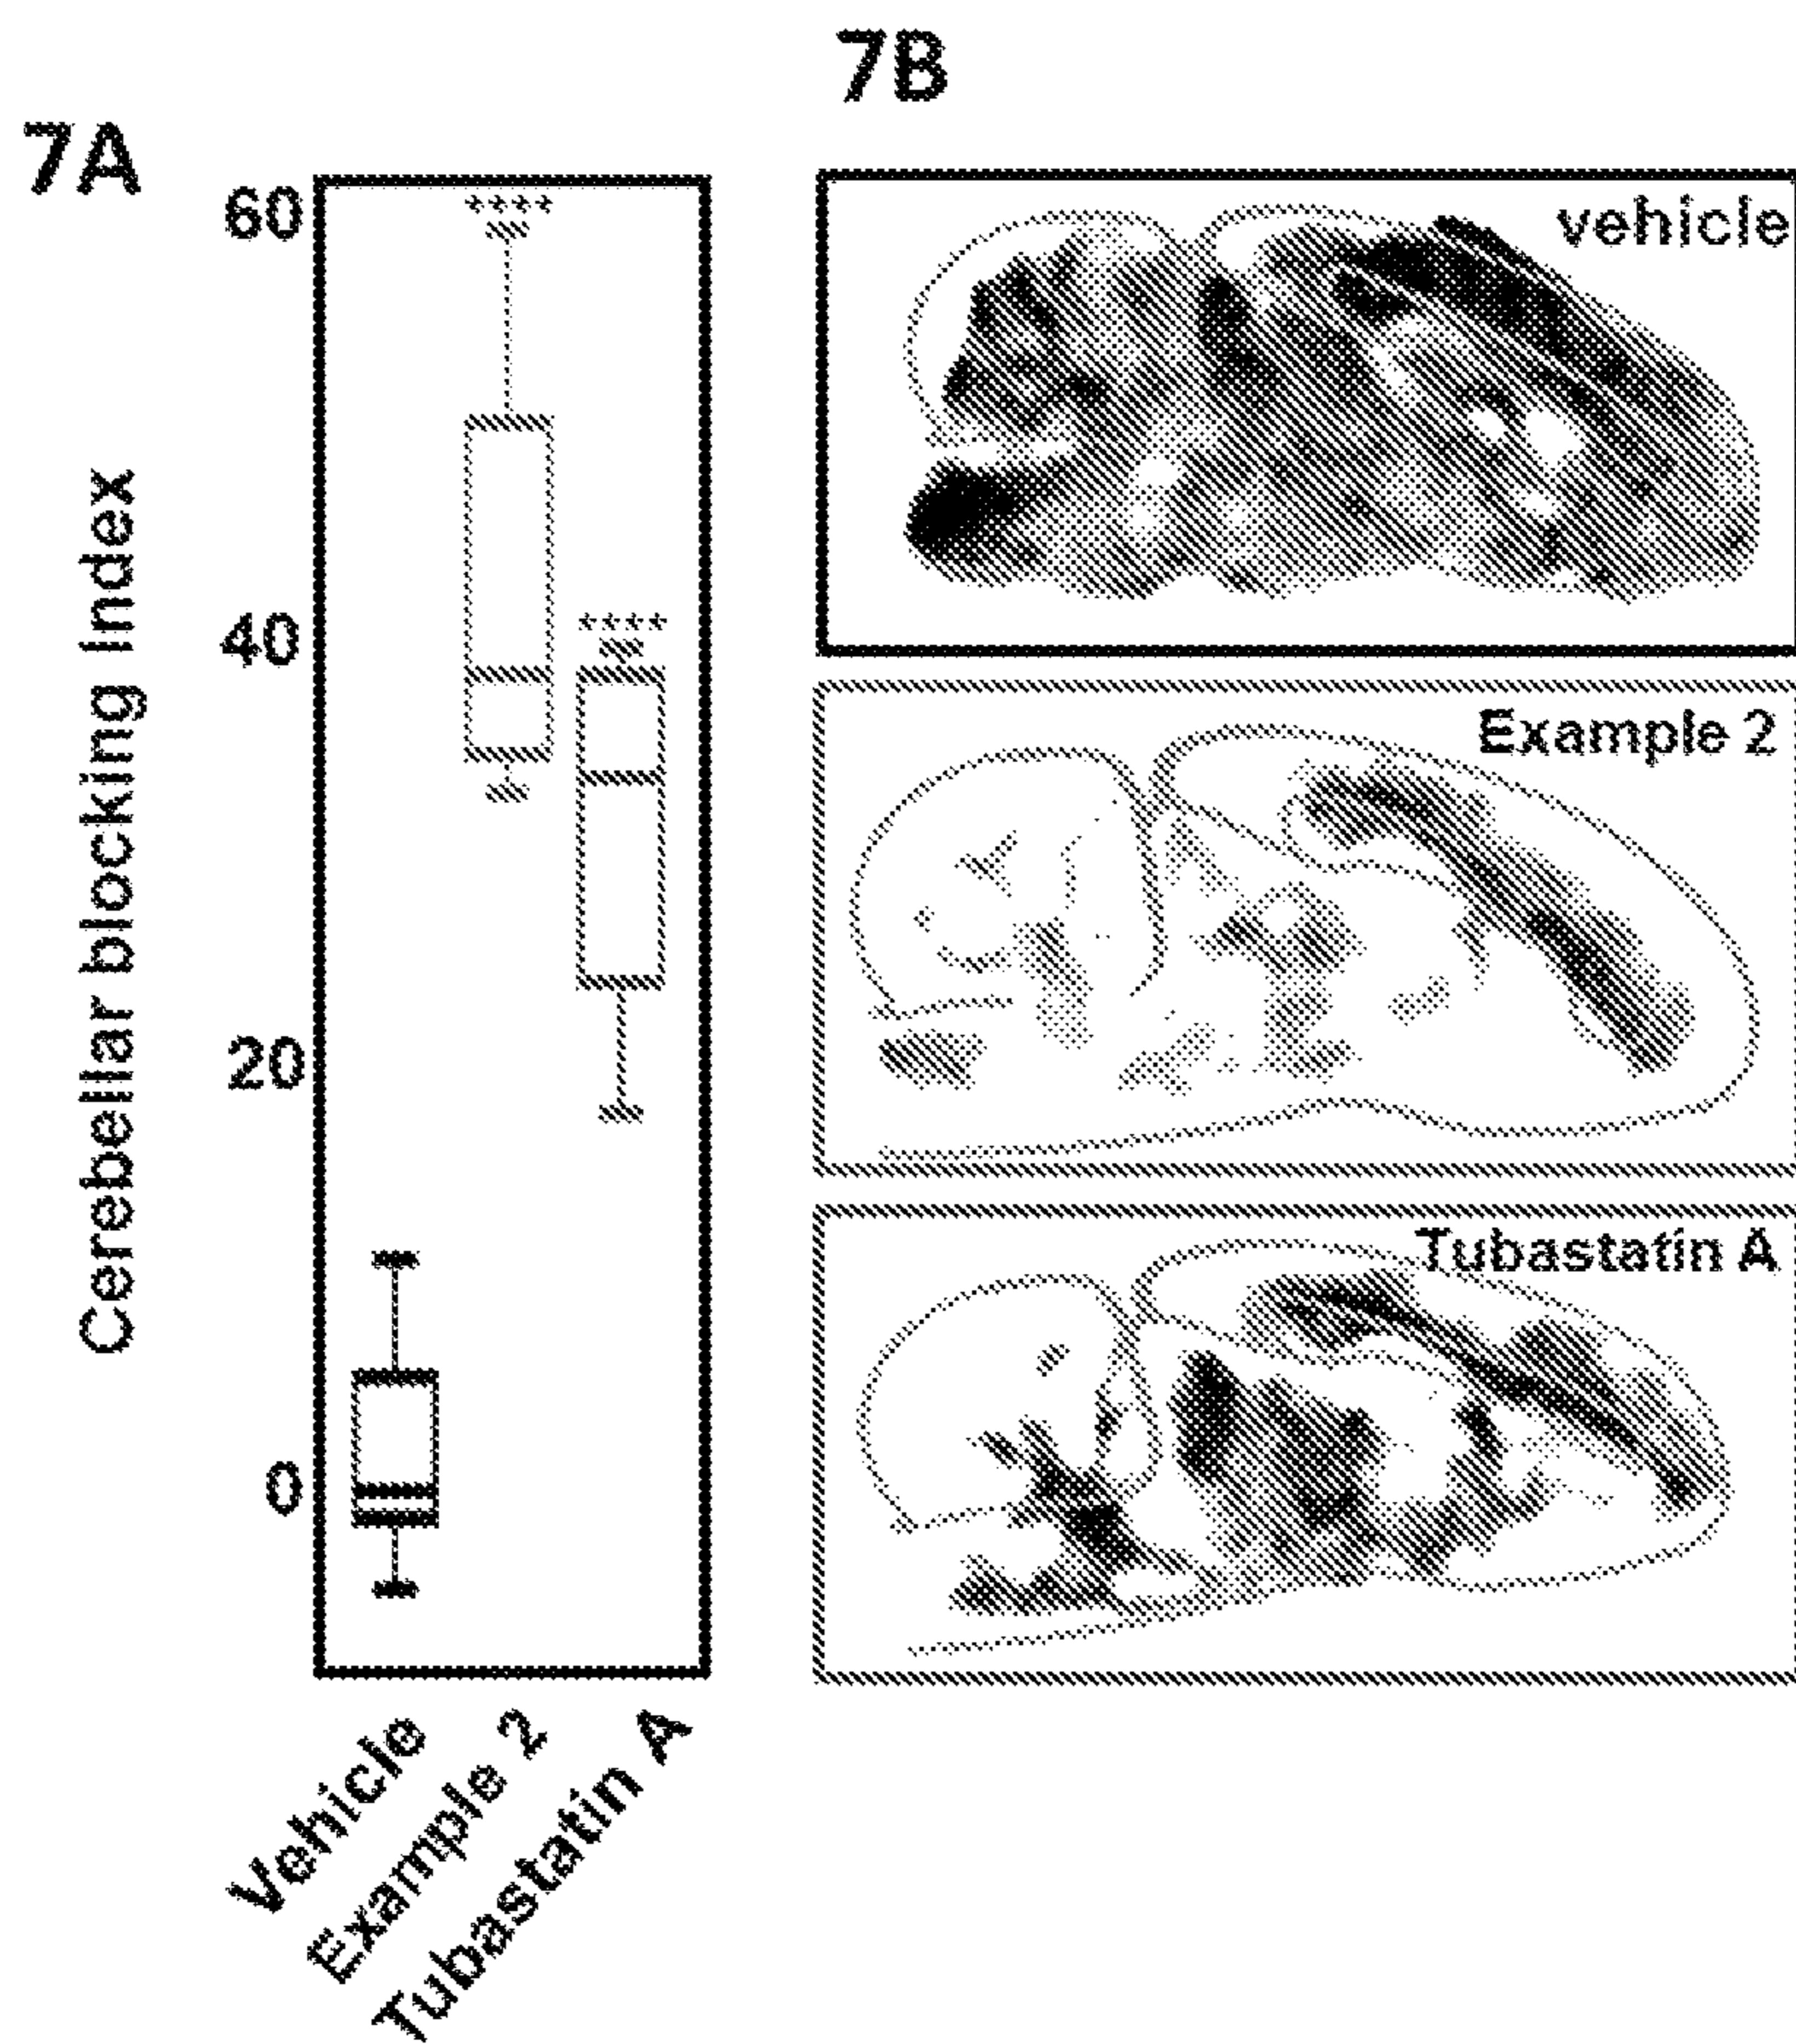 7A
Cerebellar blocking Index
60
40
20
0
****
****
Vehicle
Example 2
Tubastatin A
7B
vehicle
Example 2
Tubastatin A